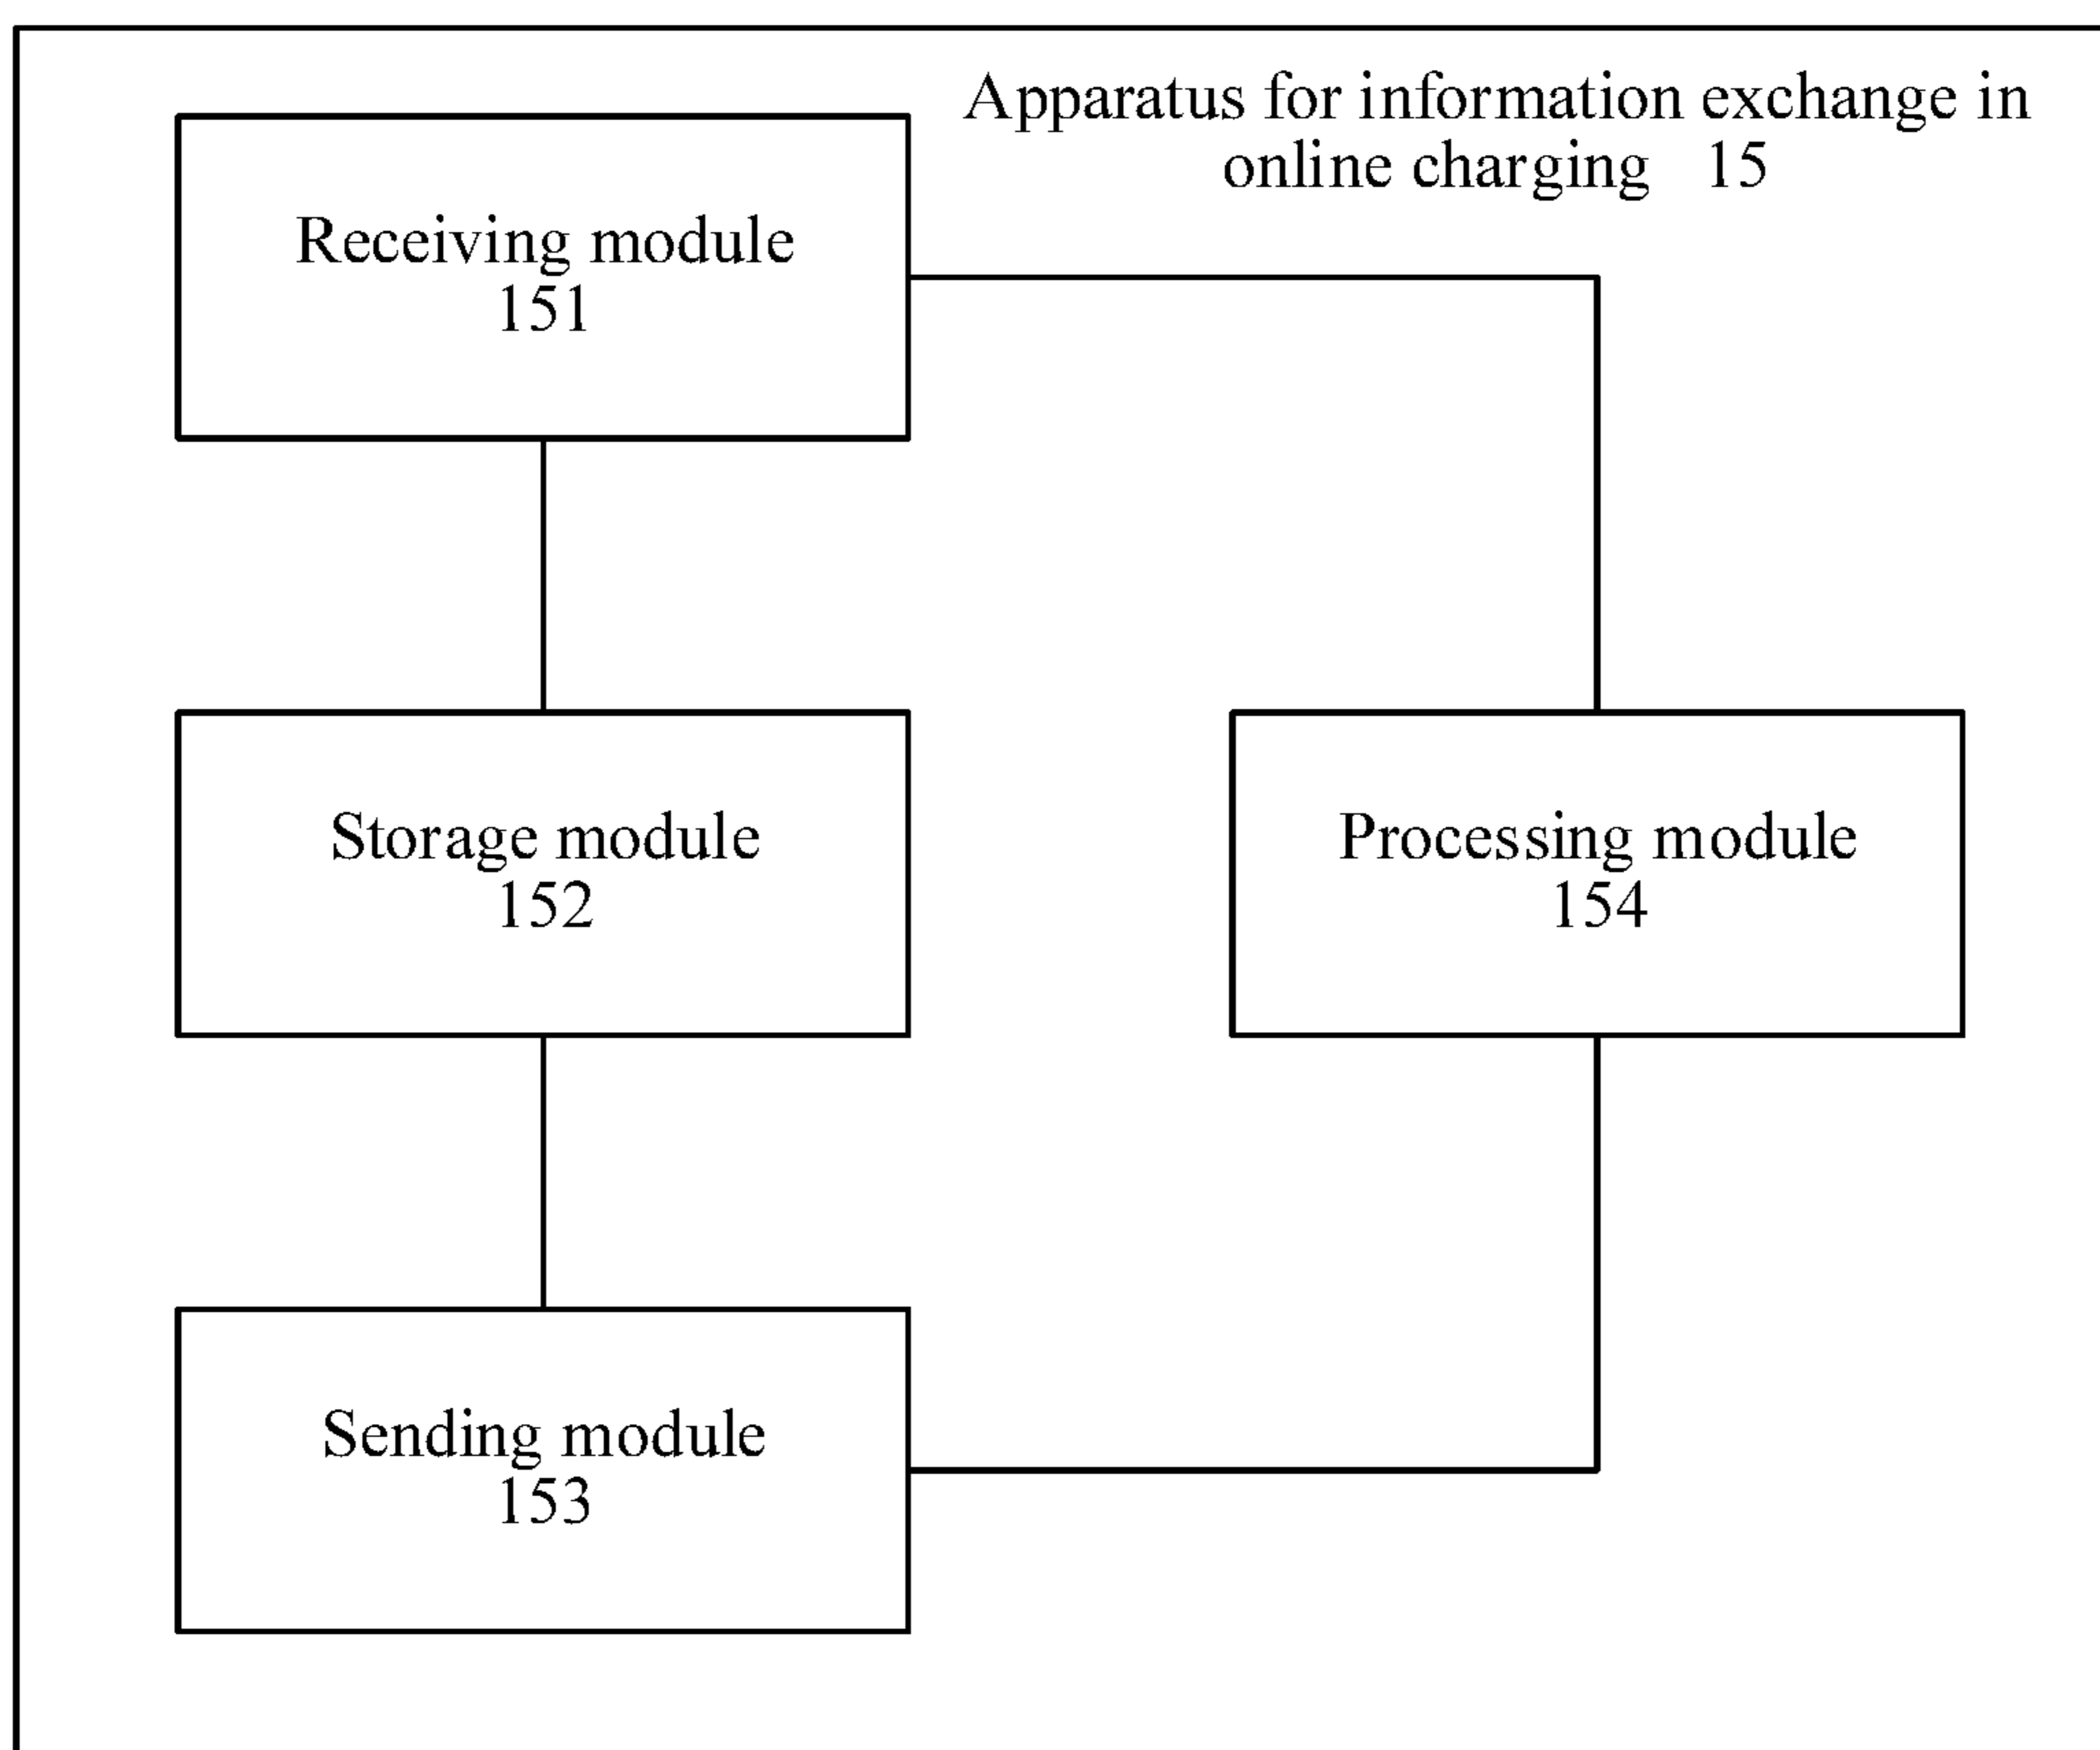 Apparatus for information exchange in
online charging 15
Receiving module
151
Storage module
152
Processing module
154
Sending module
153